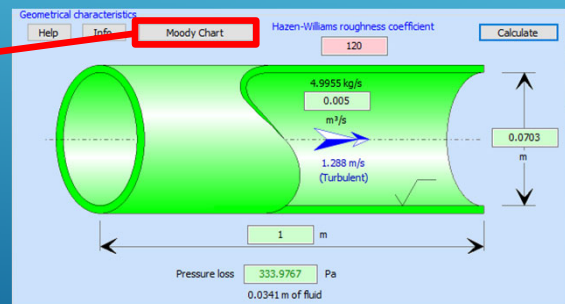 Geometrical characteristics
Help Info Moody Chart
Hazen-Williams roughness coefficient
120
Calculate
4.9955 kg/s
0.005
m³/s
1.288 m/s
(Turbulent)
0.0703
m
1 m
Pressure loss 333.9767 Pa
0.0341 m of fluid